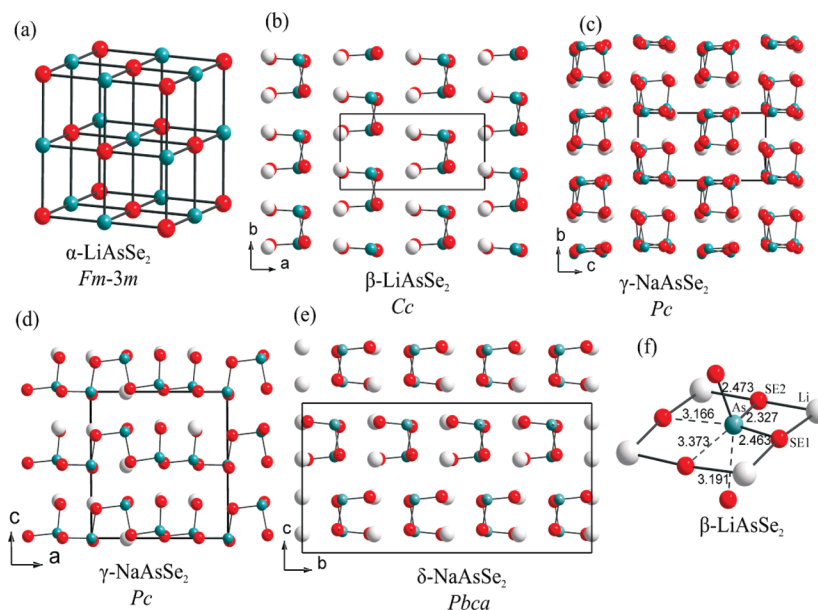 (a)
α-LiAsSe2
Fm-3m
(b)
b
a
β-LiAsSe2
Cc
(c)
b
c
γ-NaAsSe2
Pc
(d)
c
a
γ-NaAsSe2
Pc
(e)
c
b
δ-NaAsSe2
Pbca
(f)
2.473
SE2
Li
As
3.166
2.327
2.463
SE1
3.373
3.191
β-LiAsSe2